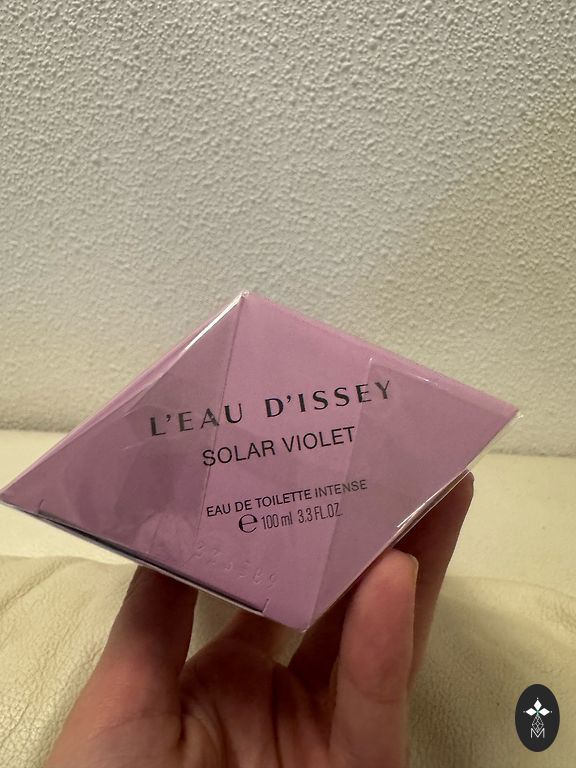 L'EAU D'ISSEY
SOLAR VIOLET
EAU DE TOILETTE INTENSE
℮ 100 ml 3.3 FL.OZ.